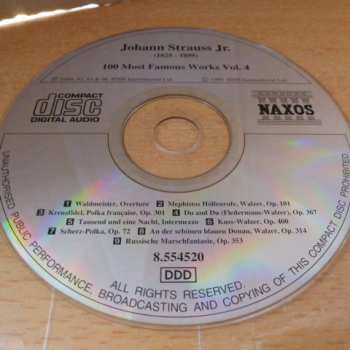 Johann Strauss Jr.
(1825 - 1899)
100 Most Famous Works Vol. 4
COMPACT
disc
DIGITAL AUDIO
NAXOS
1 Waldmeister, Overture 2 Mephistos Höllenrufe, Walzer, Op. 101
3 Kreuzfidel, Polka française, Op. 301 4 Du and Du (Fledermaus-Walzer), Op. 367
5 Tausend und eine Nacht, Intermezzo 6 Kuss-Walzer, Op. 400
7 Scherz-Polka, Op. 72 8 An der schönen blauen Donau, Walzer, Op. 314
9 Russische Marschfantasie, Op. 353
8.554520
DDD
ALL RIGHTS RESERVED.
UNAUTHORISED PUBLIC PERFORMANCE, BROADCASTING AND COPYING OF THIS COMPACT DISC PROHIBITED